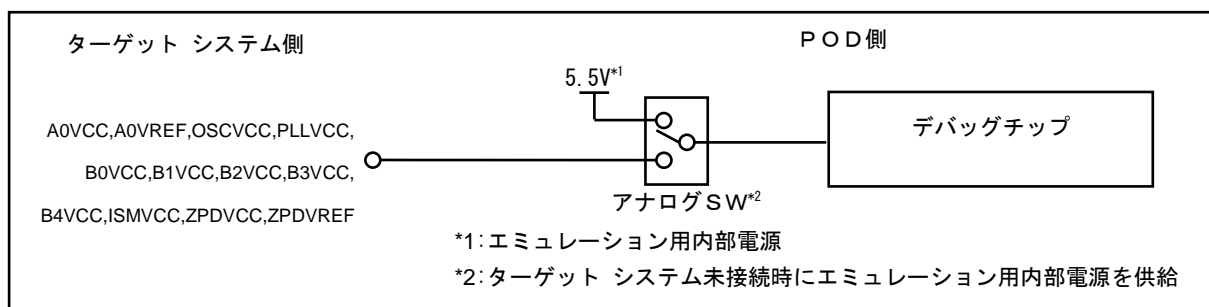 ターゲット システム側
ＰＯＤ側
5.5V*1
A0VCC,A0VREF,OSCVCC,PLLVCC,
B0VCC,B1VCC,B2VCC,B3VCC,
B4VCC,ISMVCC,ZPDVCC,ZPDVREF
デバッグチップ
アナログＳＷ*2
*1:エミュレーション用内部電源
*2:ターゲット システム未接続時にエミュレーション用内部電源を供給